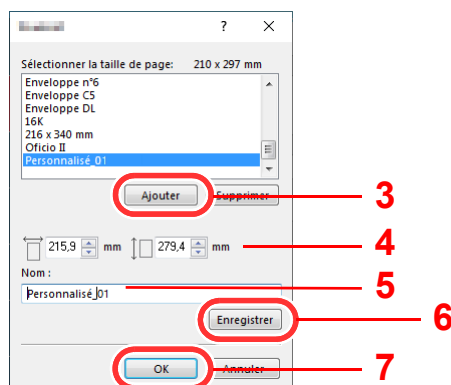 ?
Sélectionner la taille de page: 210 x 297 mm
Enveloppe n°6
Enveloppe C5
Enveloppe DL
16K
216 x 340 mm
Oficio II
Personnalisé_01
Ajouter Supprimer 3
215,9 mm 279,4 mm 4
Nom :
5
Personnalisé_01
Enregistrer 6
OK Annuler 7